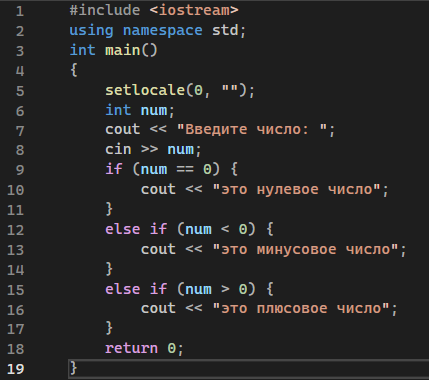 1 #include <iostream>
2 using namespace std;
3 int main()
4 {
5     setlocale(0, "");
6     int num;
7     cout << "Введите число: ";
8     cin >> num;
9     if (num == 0) {
10         cout << "это нулевое число";
11     }
12     else if (num < 0) {
13         cout << "это минусовое число";
14     }
15     else if (num > 0) {
16         cout << "это плюсовое число";
17     }
18     return 0;
19 }